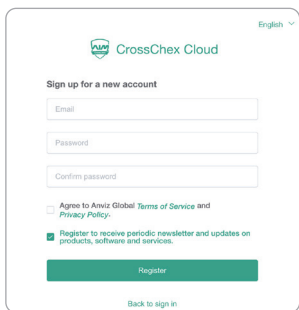 English
CrossChex Cloud
Sign up for a new account
Email
Password
Confirm password
Agree to Anviz Global Terms of Service and
Privacy Policy.
Register to receive periodic newsletter and updates on
products, software and services.
Register
Back to sign in